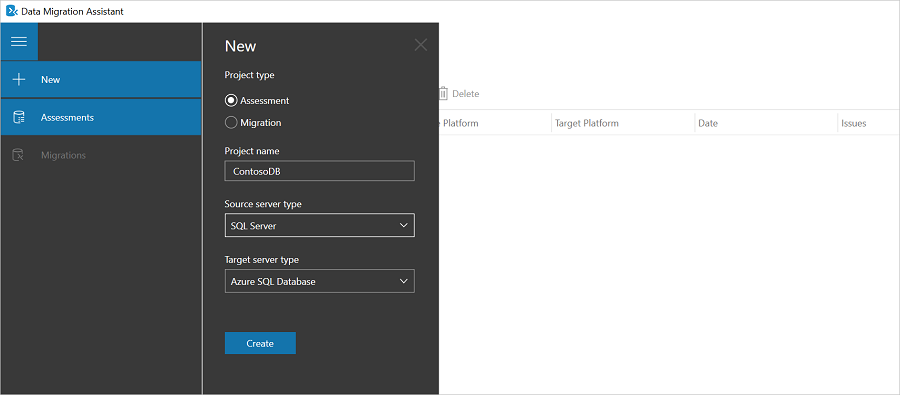 Data Migration Assistant
New
Assessments
Migrations
New
Project type
Assessment
Migration
Project name
ContosoDB
Source server type
SQL Server
Target server type
Azure SQL Database
Create
Delete
Platform Target Platform Date Issues